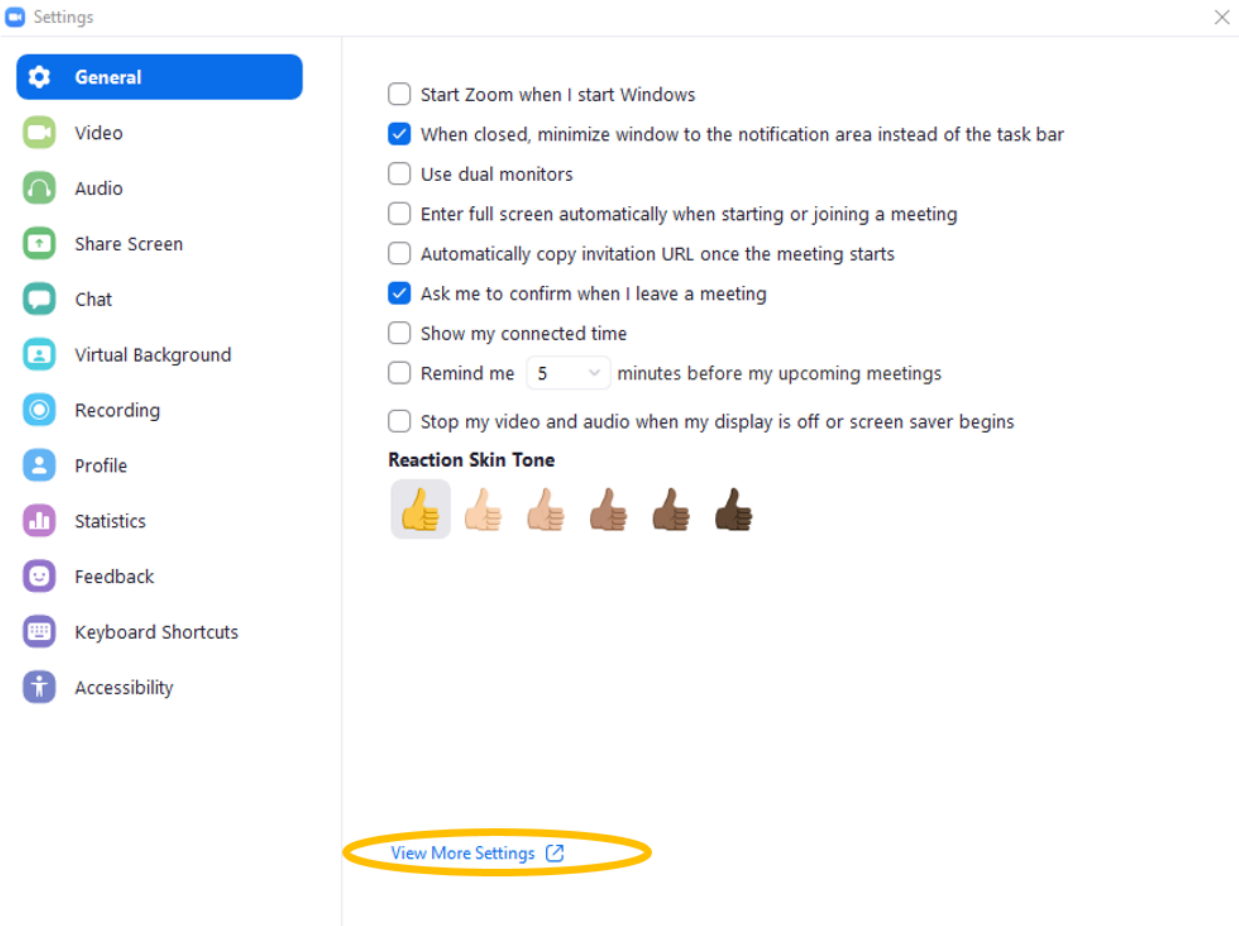 Settings
General
Video
Audio
Share Screen
Chat
Virtual Background
Recording
Profile
Statistics
Feedback
Keyboard Shortcuts
Accessibility
Start Zoom when I start Windows
When closed, minimize window to the notification area instead of the task bar
Use dual monitors
Enter full screen automatically when starting or joining a meeting
Automatically copy invitation URL once the meeting starts
Ask me to confirm when I leave a meeting
Show my connected time
Remind me 5 minutes before my upcoming meetings
Stop my video and audio when my display is off or screen saver begins
Reaction Skin Tone
View More Settings